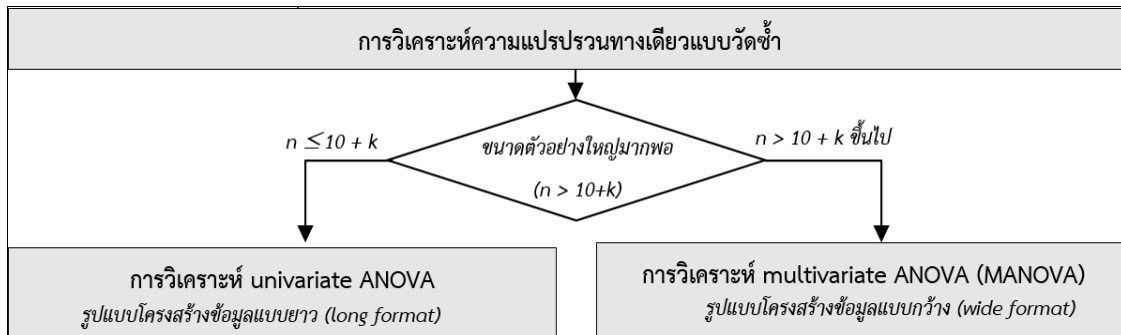 การวิเคราะห์ความแปรปรวนทางเดียวแบบวัดซ้ำ
n ≤ 10 + k
ขนาดตัวอย่างใหญ่มากพอ
(n > 10+k)
n > 10 + k ขึ้นไป
การวิเคราะห์ univariate ANOVA
รูปแบบโครงสร้างข้อมูลแบบยาว (long format)
การวิเคราะห์ multivariate ANOVA (MANOVA)
รูปแบบโครงสร้างข้อมูลแบบกว้าง (wide format)